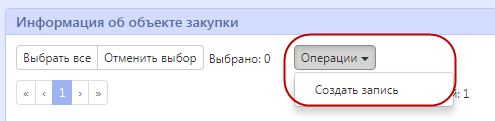 Информация об объекте закупки
Выбрать все Отменить выбор Выбрано: 0 Операции
« ‹ 1 › » : 1
Создать запись